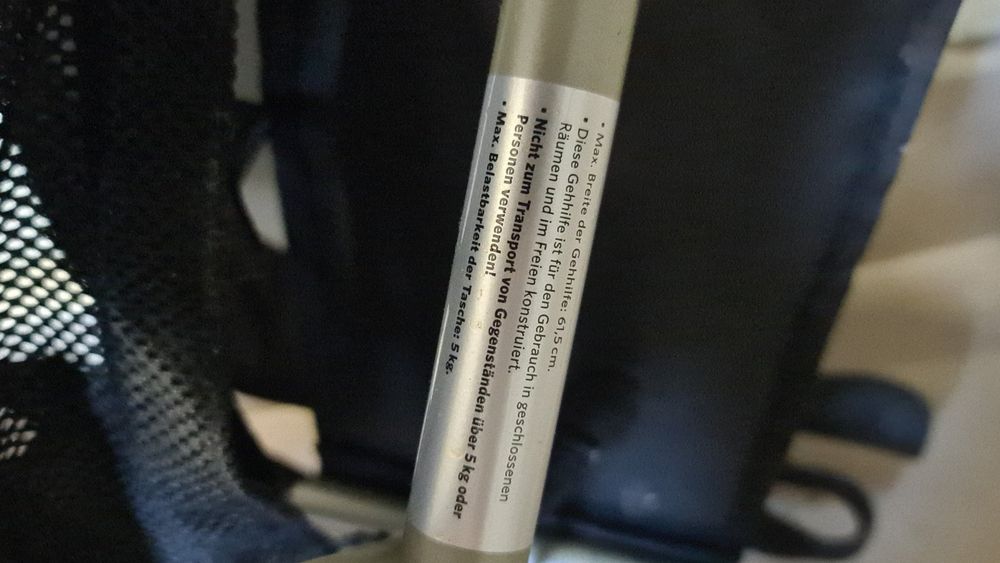 • Max. Breite der Gehhilfe: 61,5 cm.
• Diese Gehhilfe ist für den Gebrauch in geschlossenen
Räumen und im Freien konstruiert.
• Nicht zum Transport von Gegenständen über 5 kg oder
Personen verwenden!
• Max. Belastbarkeit der Tasche: 5 kg.